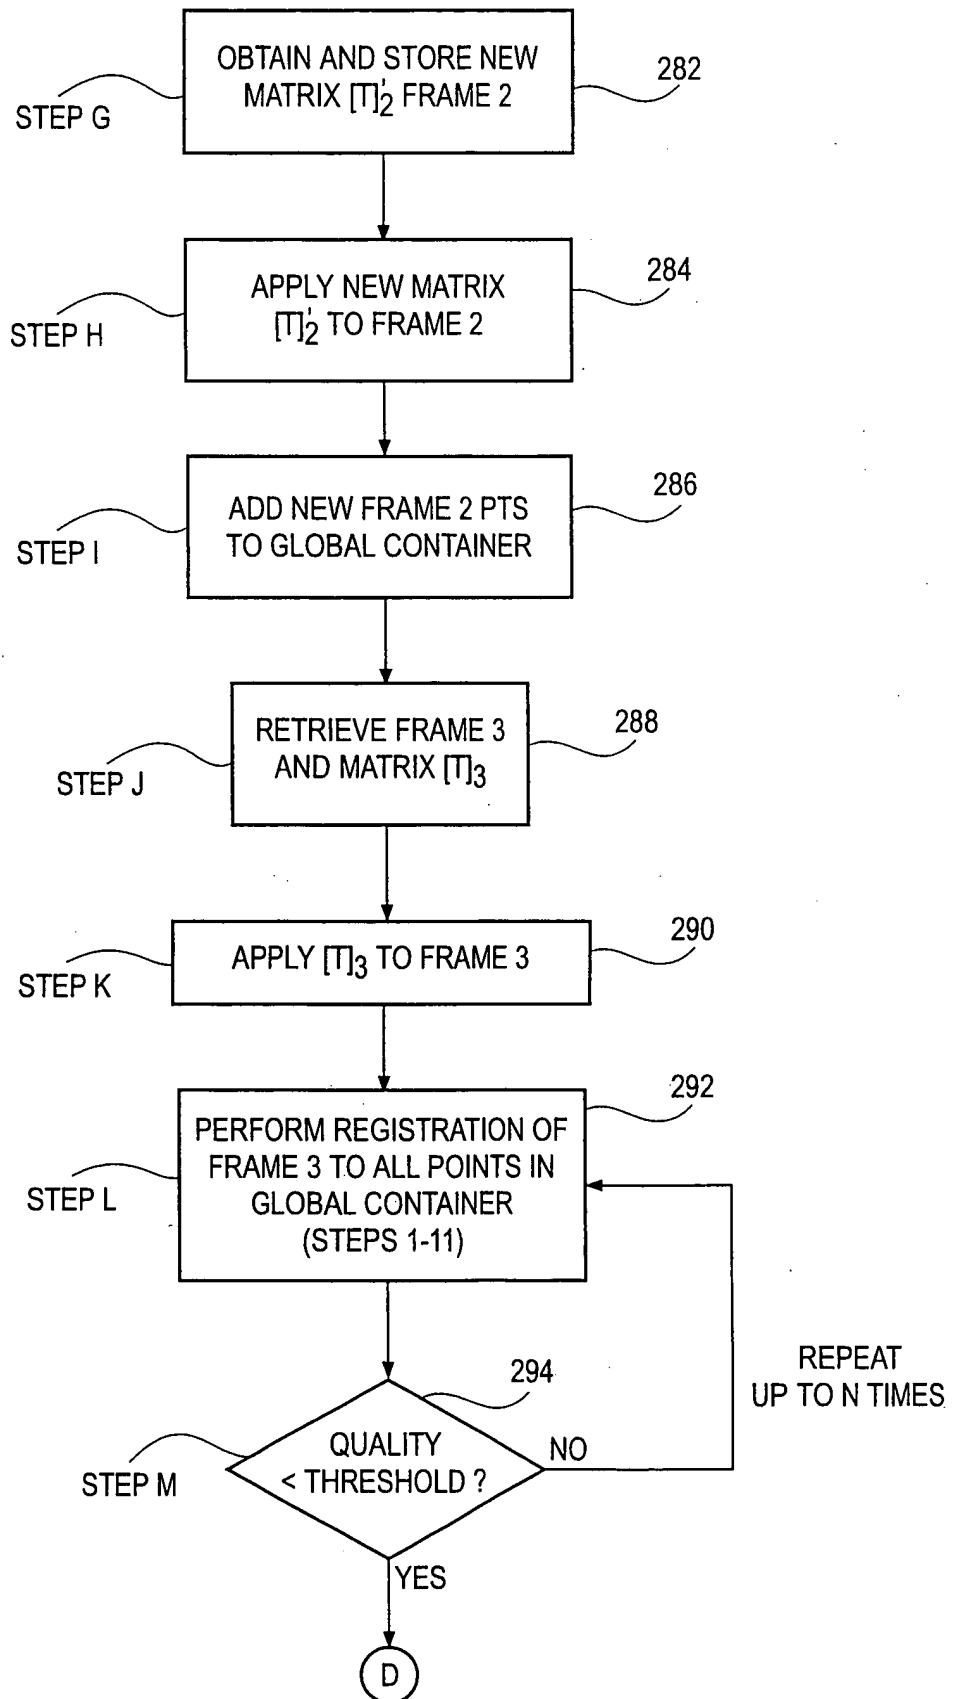 OBTAIN AND STORE NEW
MATRIX [T]'2 FRAME 2
282
STEP G
APPLY NEW MATRIX
[T]'2 TO FRAME 2
284
STEP H
ADD NEW FRAME 2 PTS
TO GLOBAL CONTAINER
286
STEP I
RETRIEVE FRAME 3
AND MATRIX [T]3
288
STEP J
APPLY [T]3 TO FRAME 3
290
STEP K
PERFORM REGISTRATION OF
FRAME 3 TO ALL POINTS IN
GLOBAL CONTAINER
(STEPS 1-11)
292
STEP L
REPEAT
UP TO N TIMES
294
QUALITY
< THRESHOLD ?
NO
STEP M
YES
D